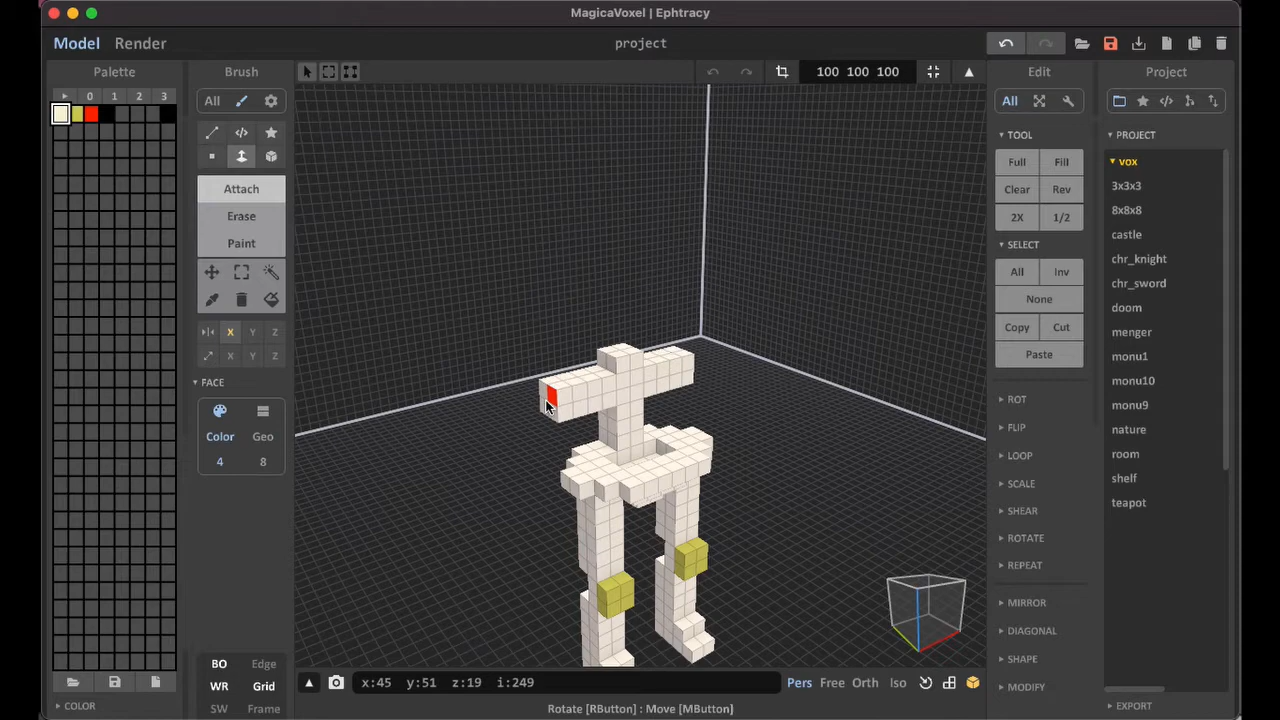 MagicaVoxel | Ephtracy
Model Render
project
Palette
0 1 2 3
COLOR
Brush
All
Attach
Erase
Paint
X Y Z
X Y Z
FACE
Color Geo
4 8
BO Edge
WR Grid
SW Frame
100 100 100
x:45 y:51 z:19 i:249
Pers Free Orth Iso
Rotate [RButton] : Move [MButton]
Edit
All
TOOL
Full Fill
Clear Rev
2X 1/2
SELECT
All Inv
None
Copy Cut
Paste
ROT
FLIP
LOOP
SCALE
SHEAR
ROTATE
REPEAT
MIRROR
DIAGONAL
SHAPE
MODIFY
Project
PROJECT
vox
3x3x3
8x8x8
castle
chr_knight
chr_sword
doom
menger
monu1
monu10
monu9
nature
room
shelf
teapot
EXPORT